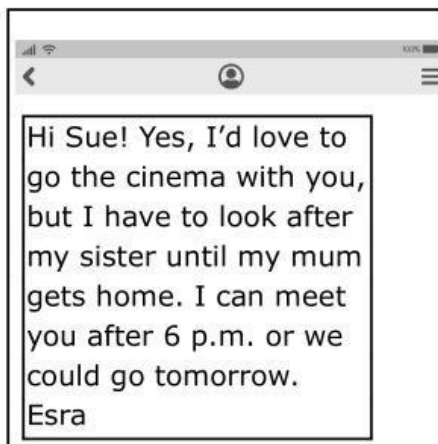 100%
Hi Sue! Yes, I’d love to
go the cinema with you,
but I have to look after
my sister until my mum
gets home. I can meet
you after 6 p.m. or we
could go tomorrow.
Esra